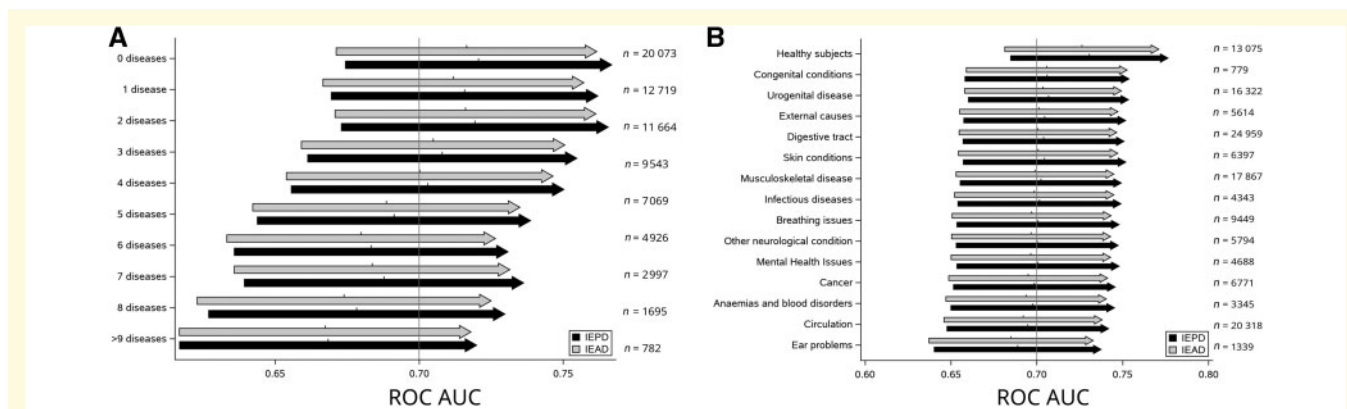 A
0 diseases n = 20 073
1 disease n = 12 719
2 diseases n = 11 664
3 diseases n = 9543
4 diseases n = 7069
5 diseases n = 4926
6 diseases n = 2997
7 diseases n = 1695
8 diseases n = 782
>9 diseases
IEPD
IEAD
0.65 0.70 0.75
ROC AUC
B
Healthy subjects n = 13 075
Congenital conditions n = 779
Urogenital disease n = 16 322
External causes n = 5614
Digestive tract n = 24 959
Skin conditions n = 6397
Musculoskeletal disease n = 17 867
Infectious diseases n = 4343
Breathing issues n = 9449
Other neurological condition n = 5794
Mental Health Issues n = 4688
Cancer n = 6771
Anaemias and blood disorders n = 3345
Circulation n = 20 318
Ear problems n = 1339
IEPD
IEAD
0.60 0.65 0.70 0.75 0.80
ROC AUC